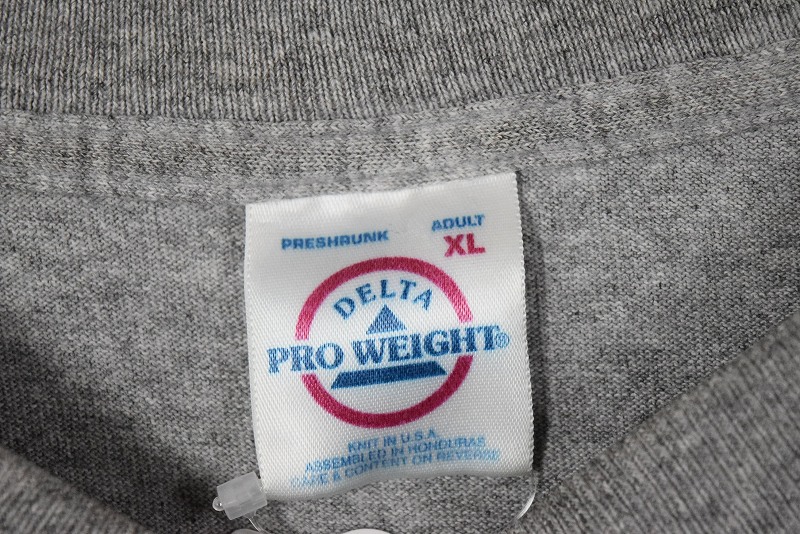 PRESHRUNK
ADULT
XL
DELTA
PRO WEIGHT®
KNIT IN U.S.A.
ASSEMBLED IN HONDURAS
CARE & CONTENT ON REVERSE